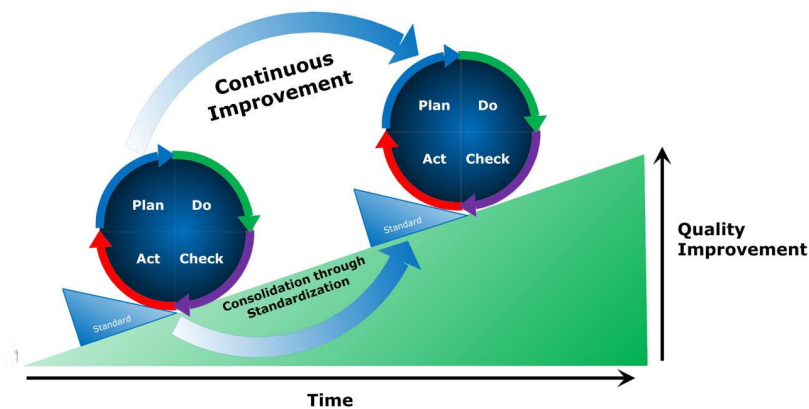 Continuous
Improvement
Plan
Do
Act
Check
Plan
Do
Act
Check
Standard
Standard
Consolidation through
Standardization
Quality
Improvement
Time